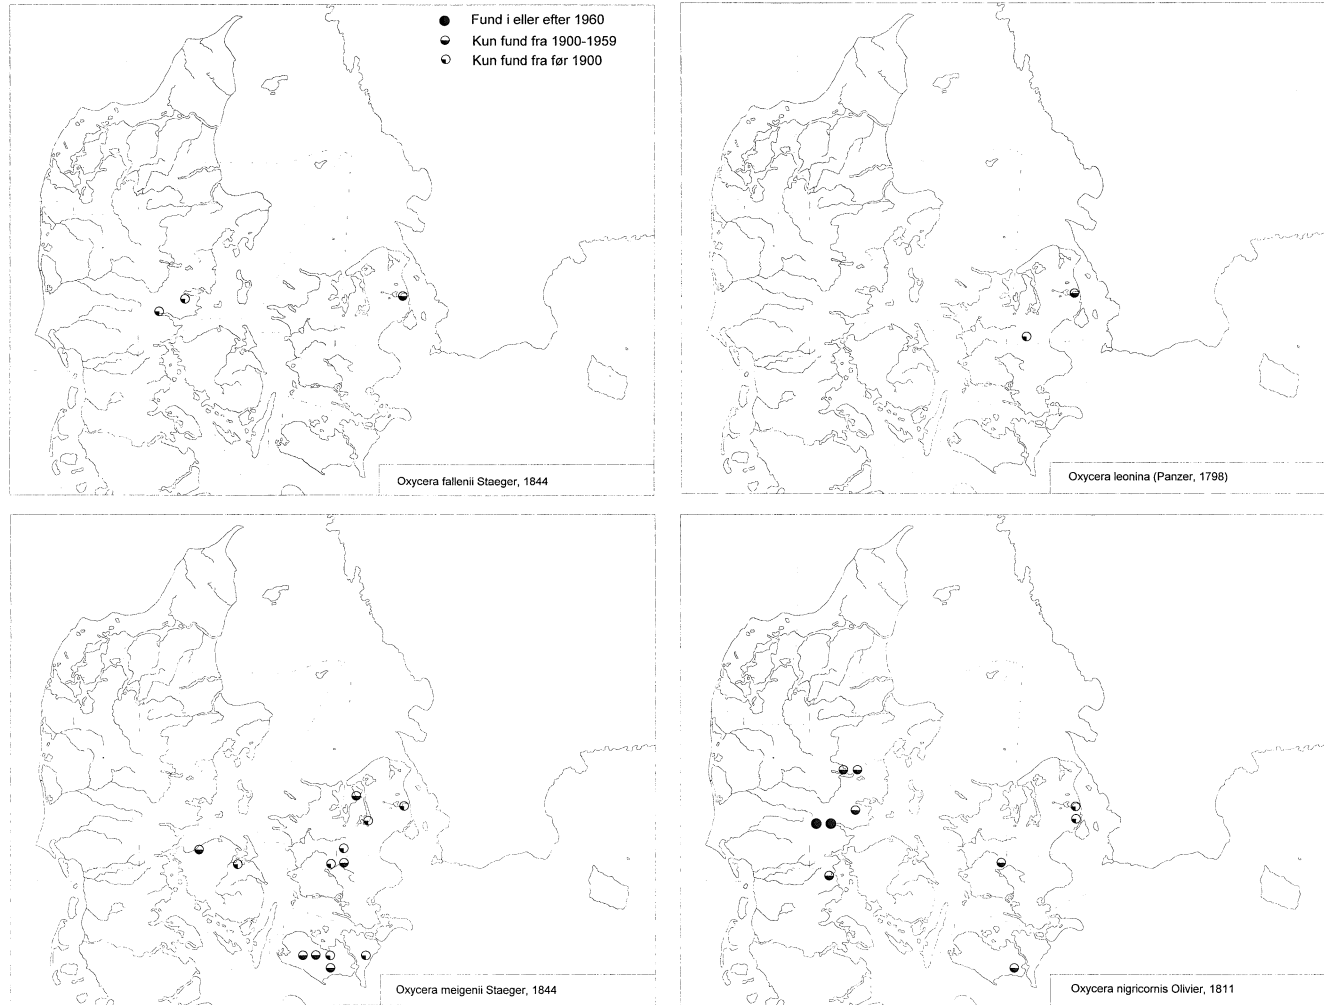 Fund i eller efter 1960
Kun fund fra 1900-1959
Kun fund fra før 1900
Oxycera fallenii Staeger, 1844
Oxycera leonina (Panzer, 1798)
Oxycera meigenii Staeger, 1844
Oxycera nigricornis Olivier, 1811